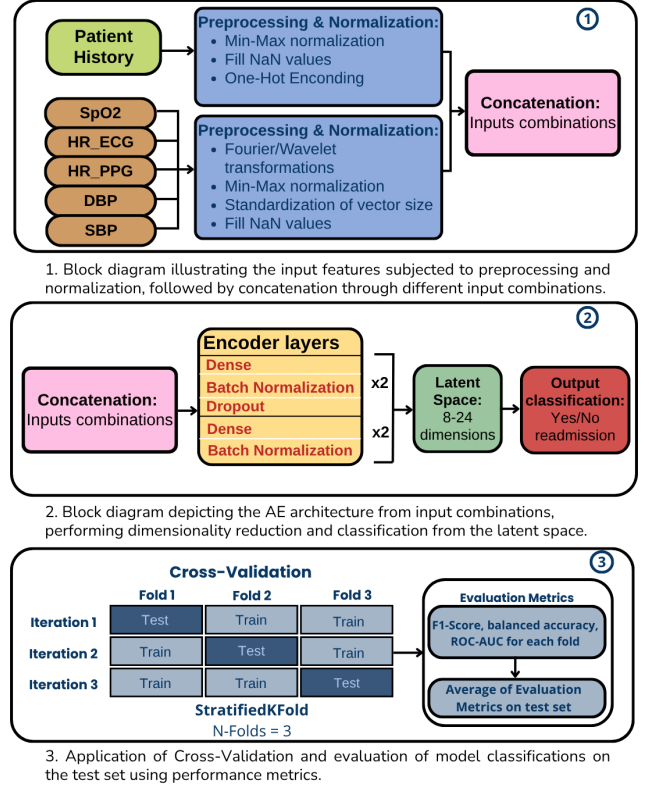 1
Patient
History
Preprocessing & Normalization:
• Min-Max normalization
• Fill NaN values
• One-Hot Enconding
SpO2
HR_ECG
HR_PPG
DBP
SBP
Preprocessing & Normalization:
• Fourier/Wavelet
transformations
• Min-Max normalization
• Standardization of vector size
• Fill NaN values
Concatenation:
Inputs combinations
1. Block diagram illustrating the input features subjected to preprocessing and
normalization, followed by concatenation through different input combinations.
2
Concatenation:
Inputs combinations
Encoder layers
Dense
Batch Normalization
Dropout
Dense
Batch Normalization
x2
x2
Latent
Space:
8-24
dimensions
Output
classification:
Yes/No
readmission
2. Block diagram depicting the AE architecture from input combinations,
performing dimensionality reduction and classification from the latent space.
3
Cross-Validation
Fold 1 Fold 2 Fold 3
Iteration 1 Test Train Train
Iteration 2 Train Test Train
Iteration 3 Train Train Test
StratifiedKFold
N-Folds = 3
Evaluation Metrics
F1-Score, balanced accuracy,
ROC-AUC for each fold
Average of Evaluation
Metrics on test set
3. Application of Cross-Validation and evaluation of model classifications on
the test set using performance metrics.